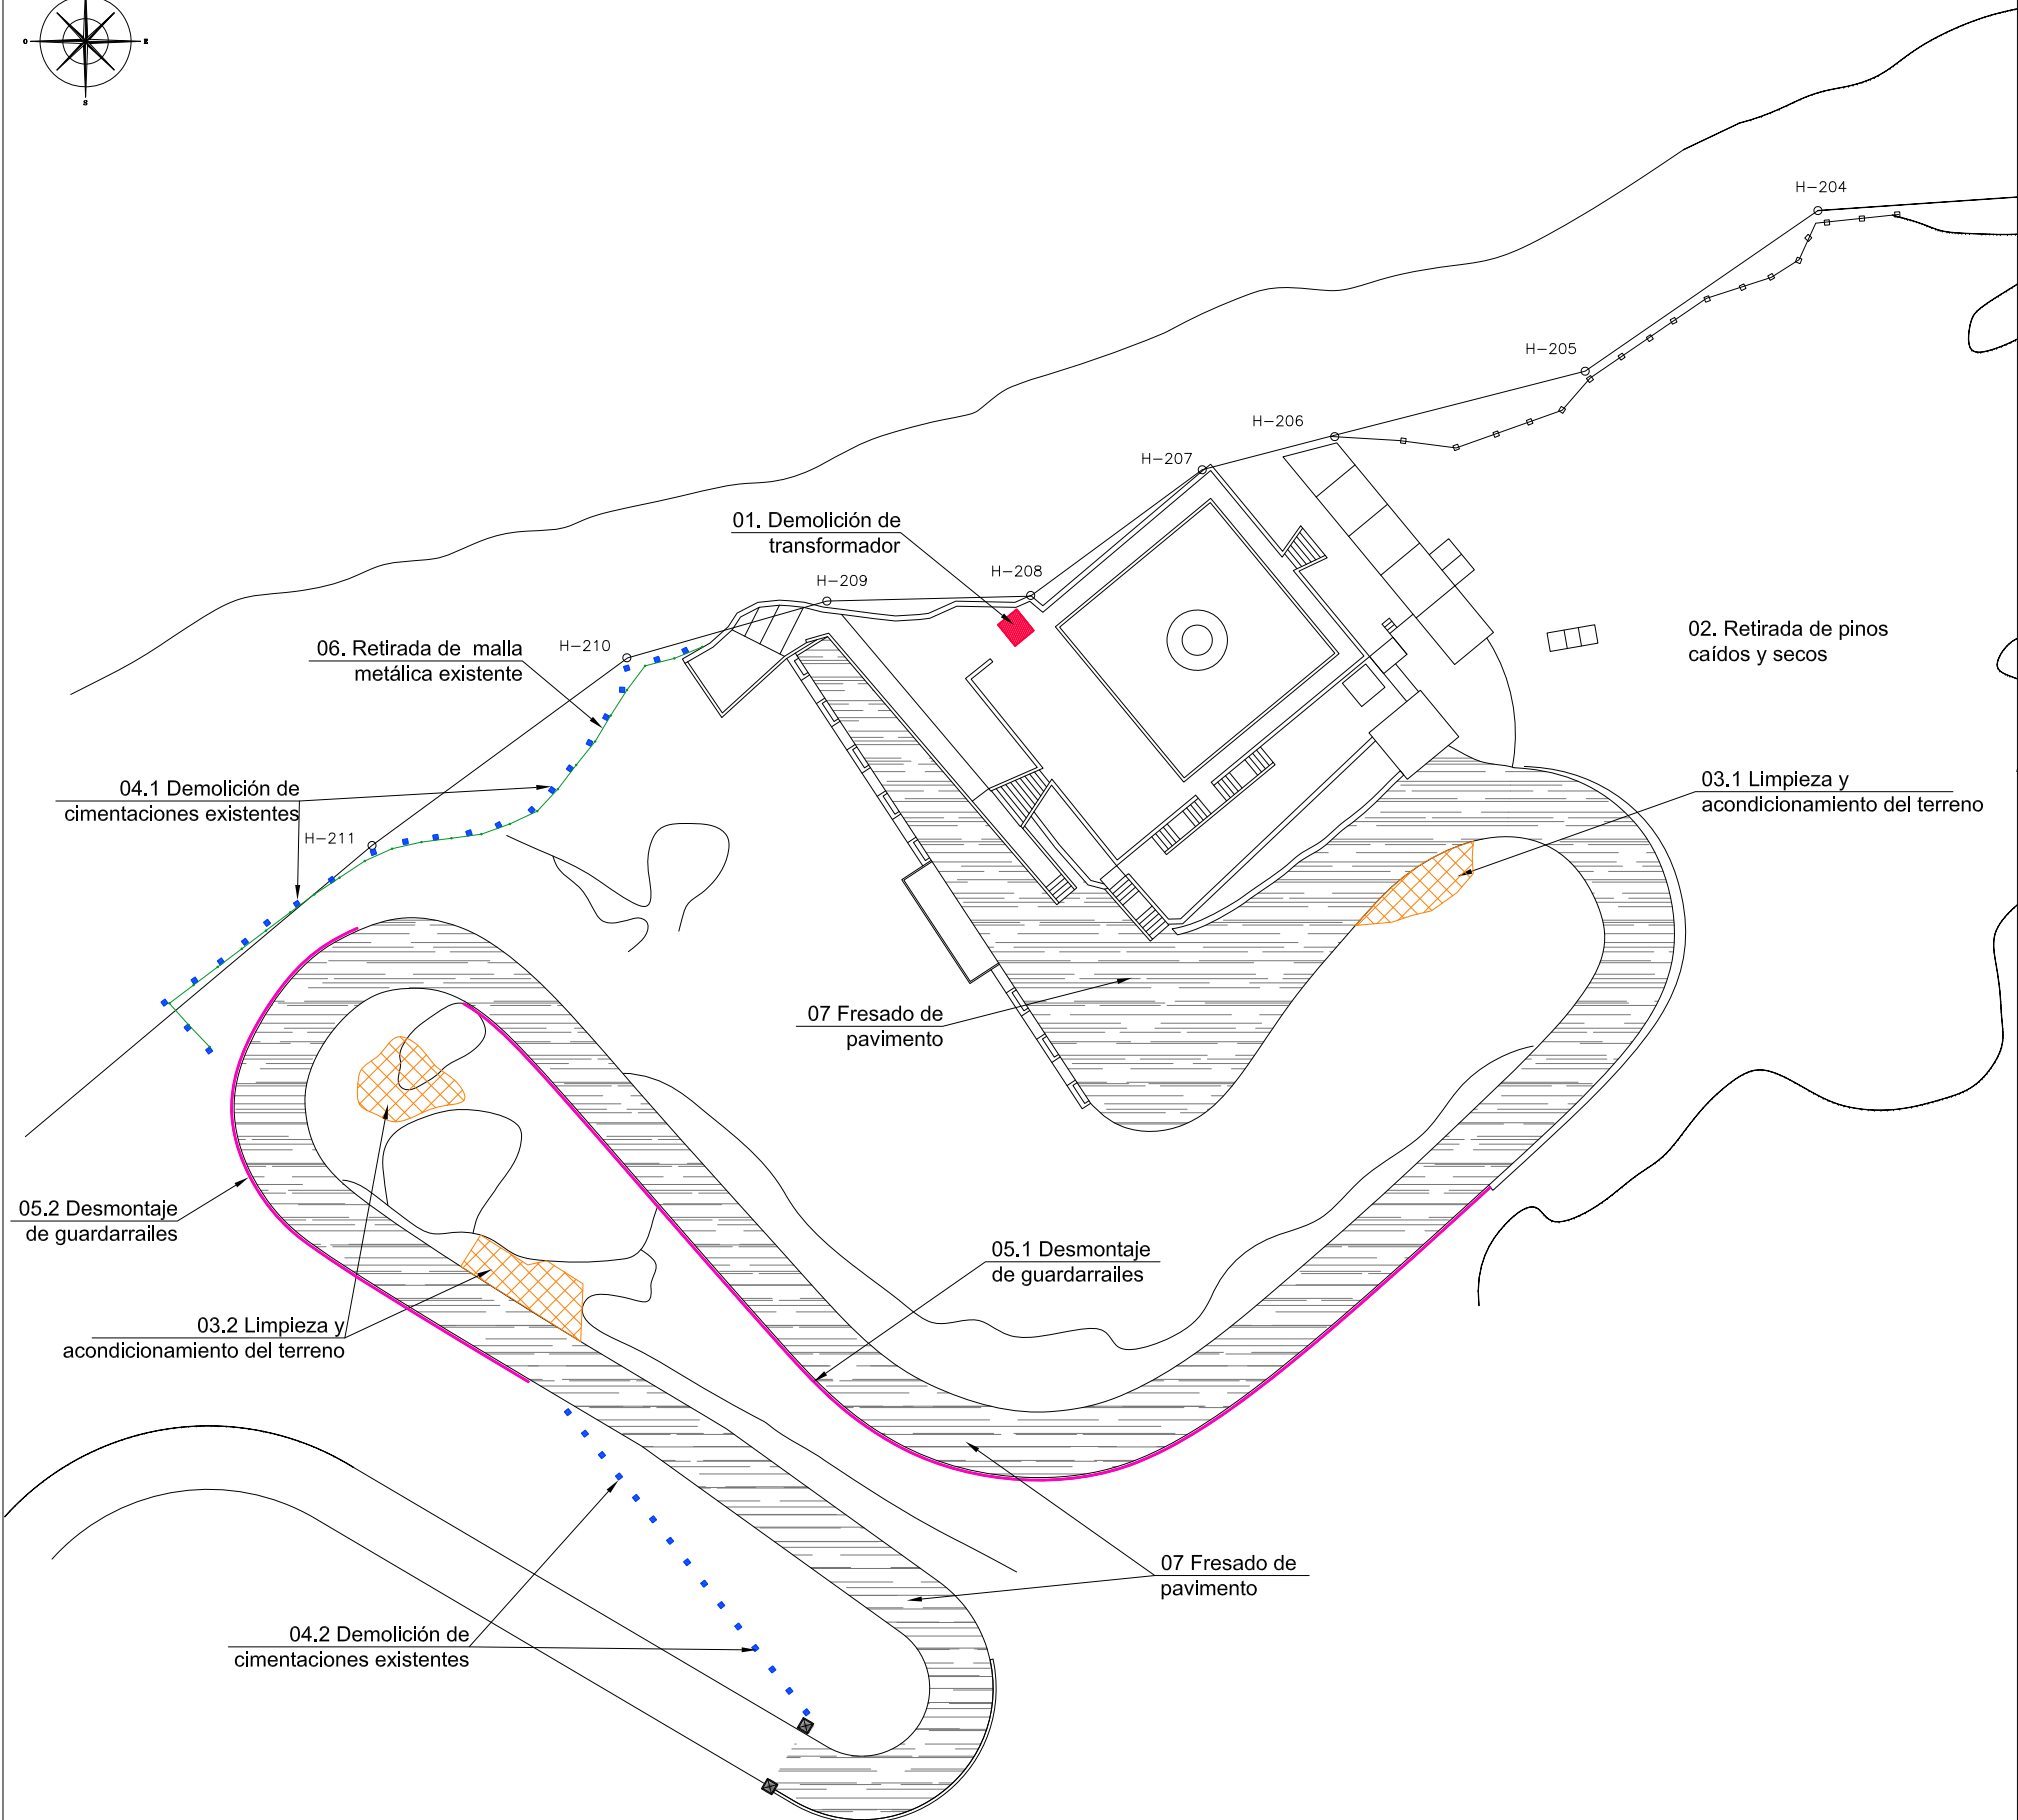 O
E
S
H-204
H-205
H-206
H-207
01. Demolición de
transformador
H-208
H-209
06. Retirada de malla
metálica existente
H-210
02. Retirada de pinos
caídos y secos
04.1 Demolición de
cimentaciones existentes
H-211
03.1 Limpieza y
acondicionamiento del terreno
07 Fresado de
pavimento
05.2 Desmontaje
de guardarrailes
05.1 Desmontaje
de guardarrailes
03.2 Limpieza y
acondicionamiento del terreno
07 Fresado de
pavimento
04.2 Demolición de
cimentaciones existentes